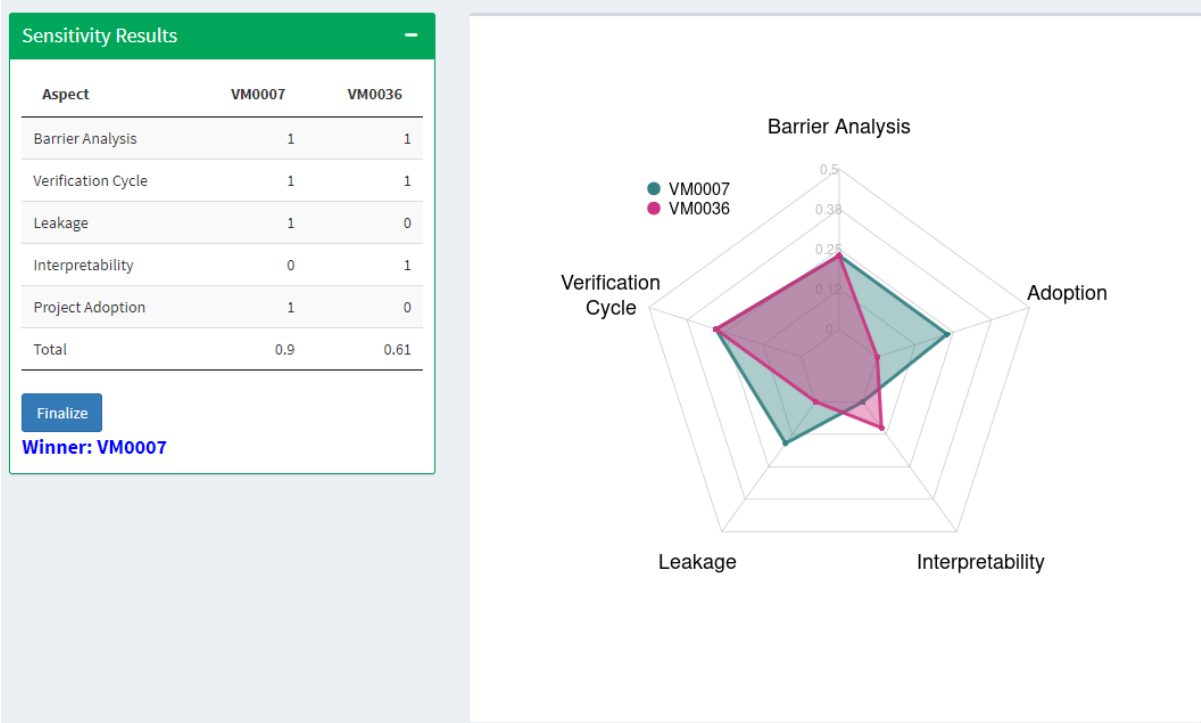 Sensitivity Results
Aspect VM0007 VM0036
Barrier Analysis 1 1
Verification Cycle 1 1
Leakage 1 0
Interpretability 0 1
Project Adoption 1 0
Total 0.9 0.61
Finalize
Winner: VM0007
Barrier Analysis
0.5
VM0007
VM0036
0.38
0.25
Verification
Cycle
0.13
Adoption
0
Leakage
Interpretability